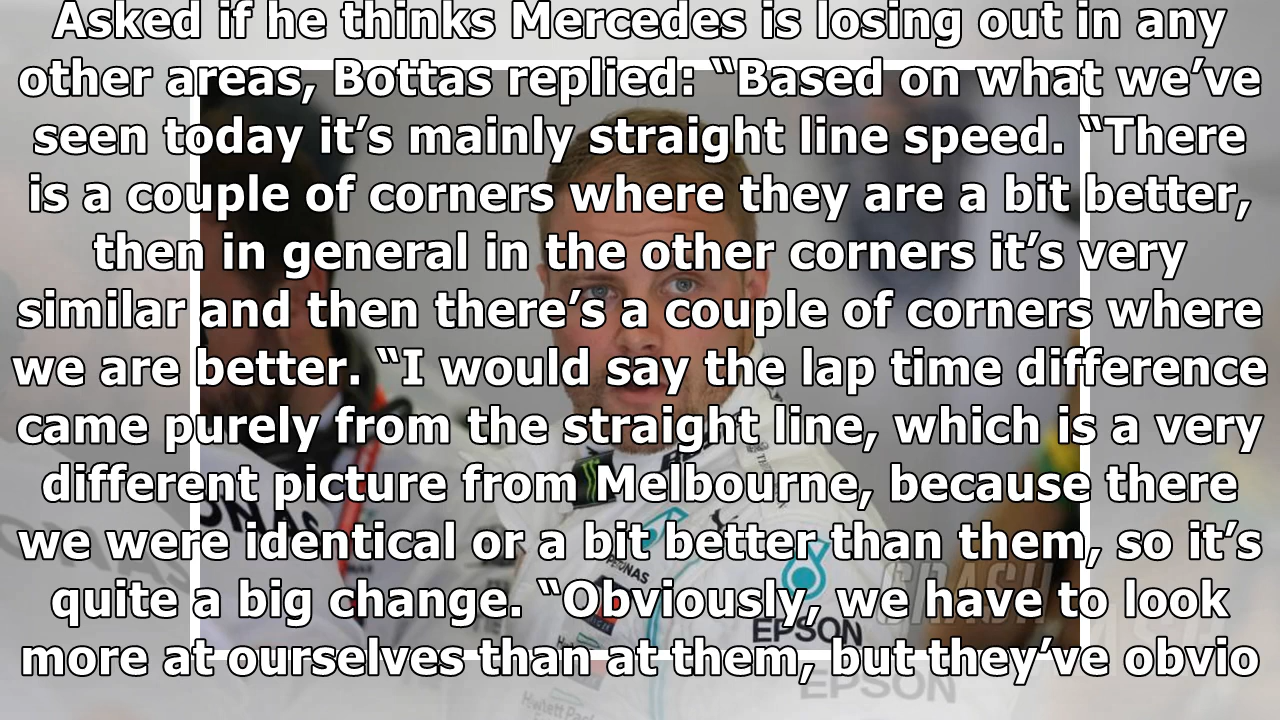 Asked if he thinks Mercedes is losing out in any
other areas, Bottas replied: “Based on what we’ve
seen today it’s mainly straight line speed. “There
is a couple of corners where they are a bit better,
then in general in the other corners it’s very
similar and then there’s a couple of corners where
we are better. “I would say the lap time difference
came purely from the straight line, which is a very
different picture from Melbourne, because there
we were identical or a bit better than them, so it’s
quite a big change. “Obviously, we have to look
more at ourselves than at them, but they’ve obvio
PETRONAS
CRASH
EPSON
EPSON